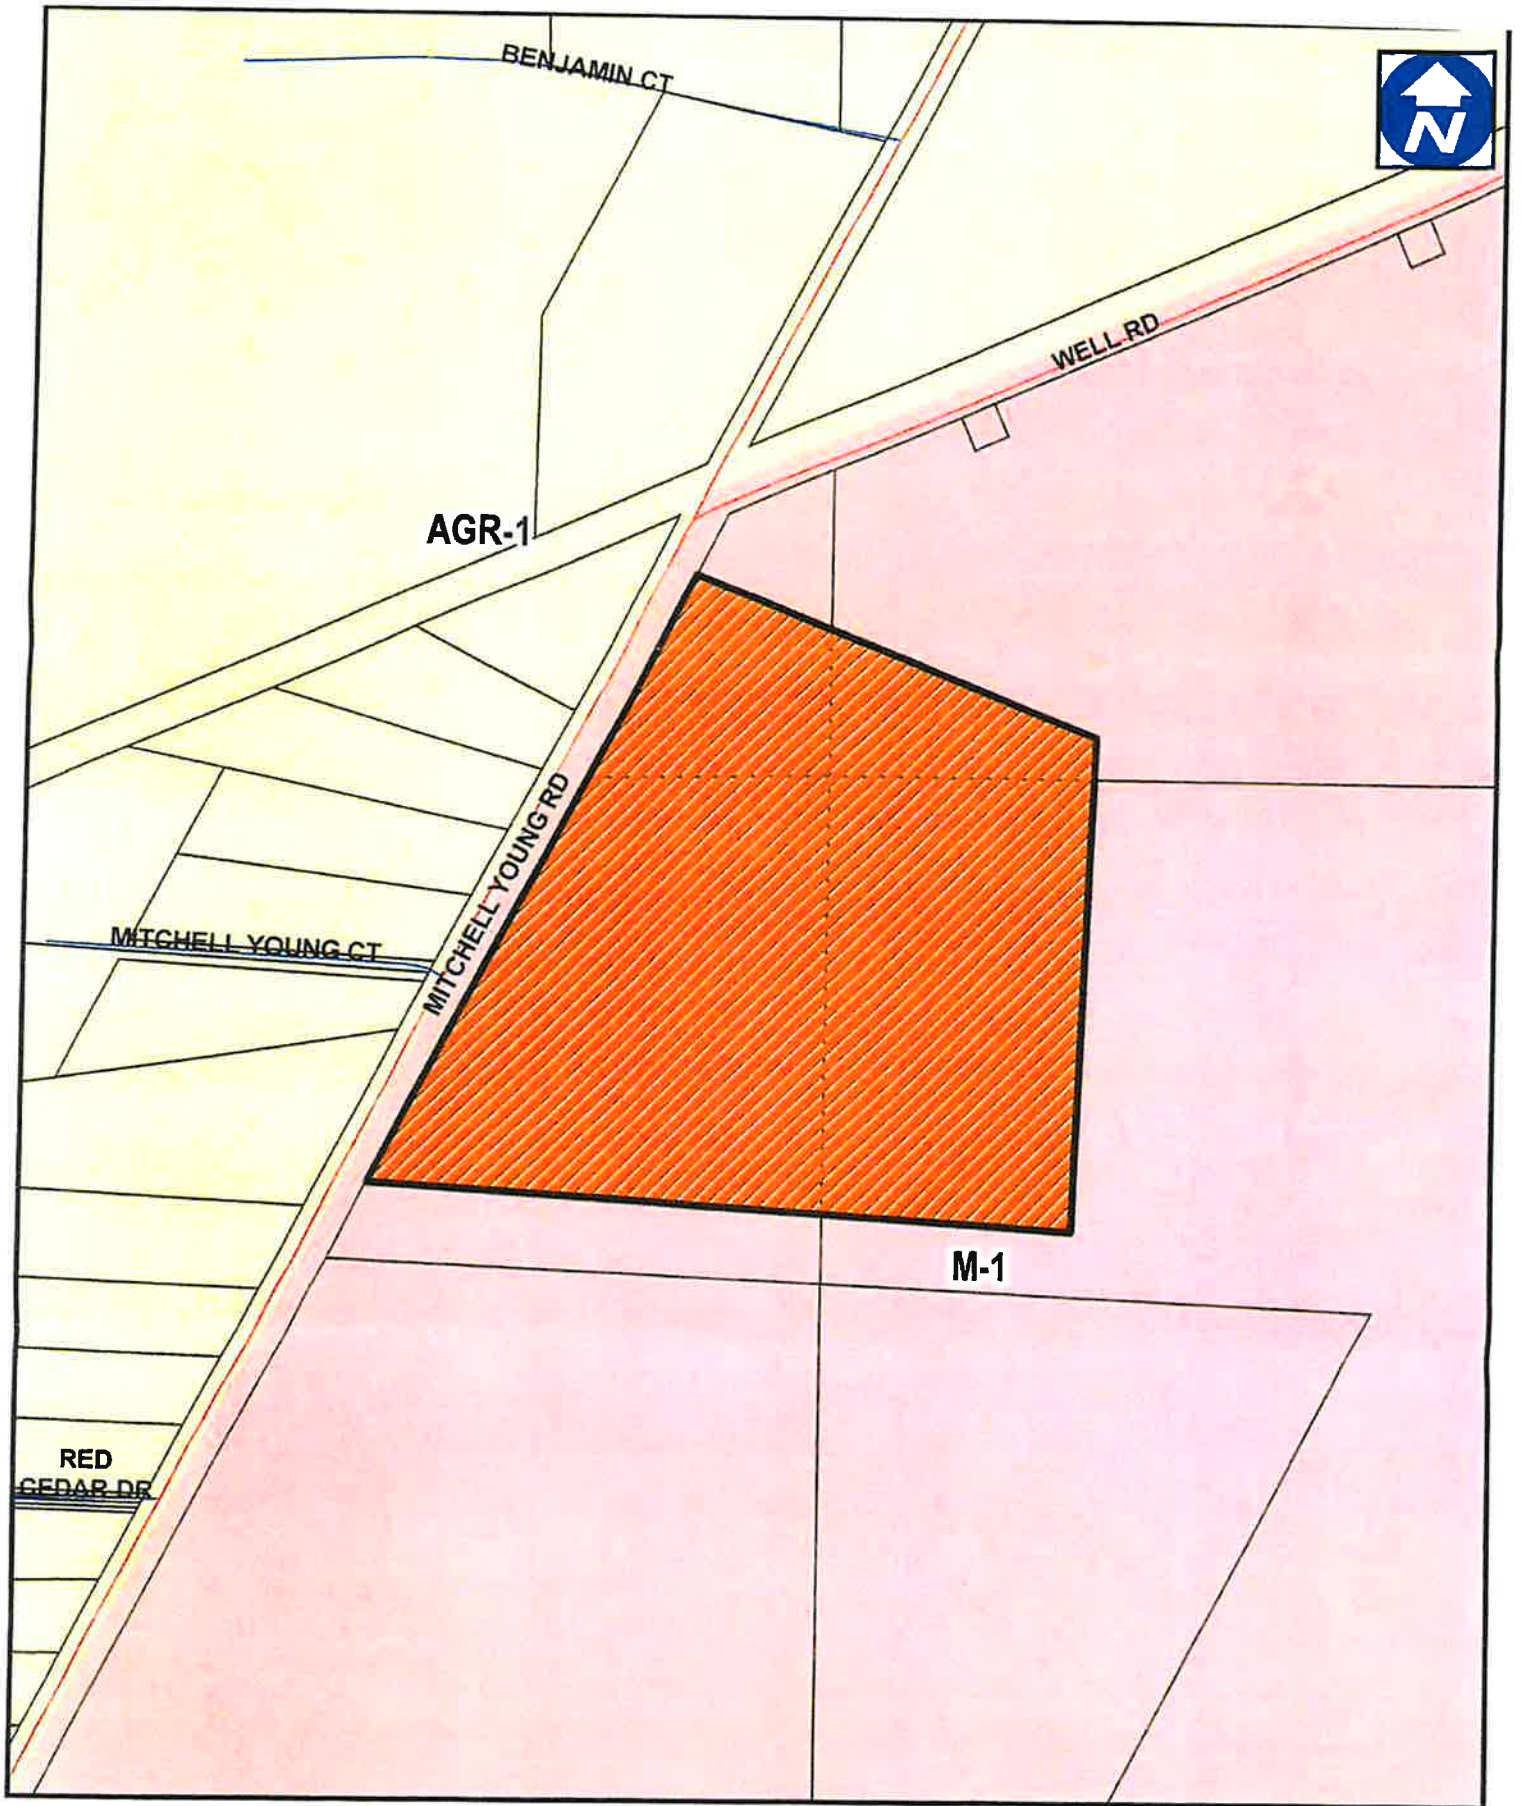 BENJAMIN CT
N
WELL RD
AGR-1
MITCHELL YOUNG RD
MITCHELL YOUNG CT
M-1
RED
CEDAR DR